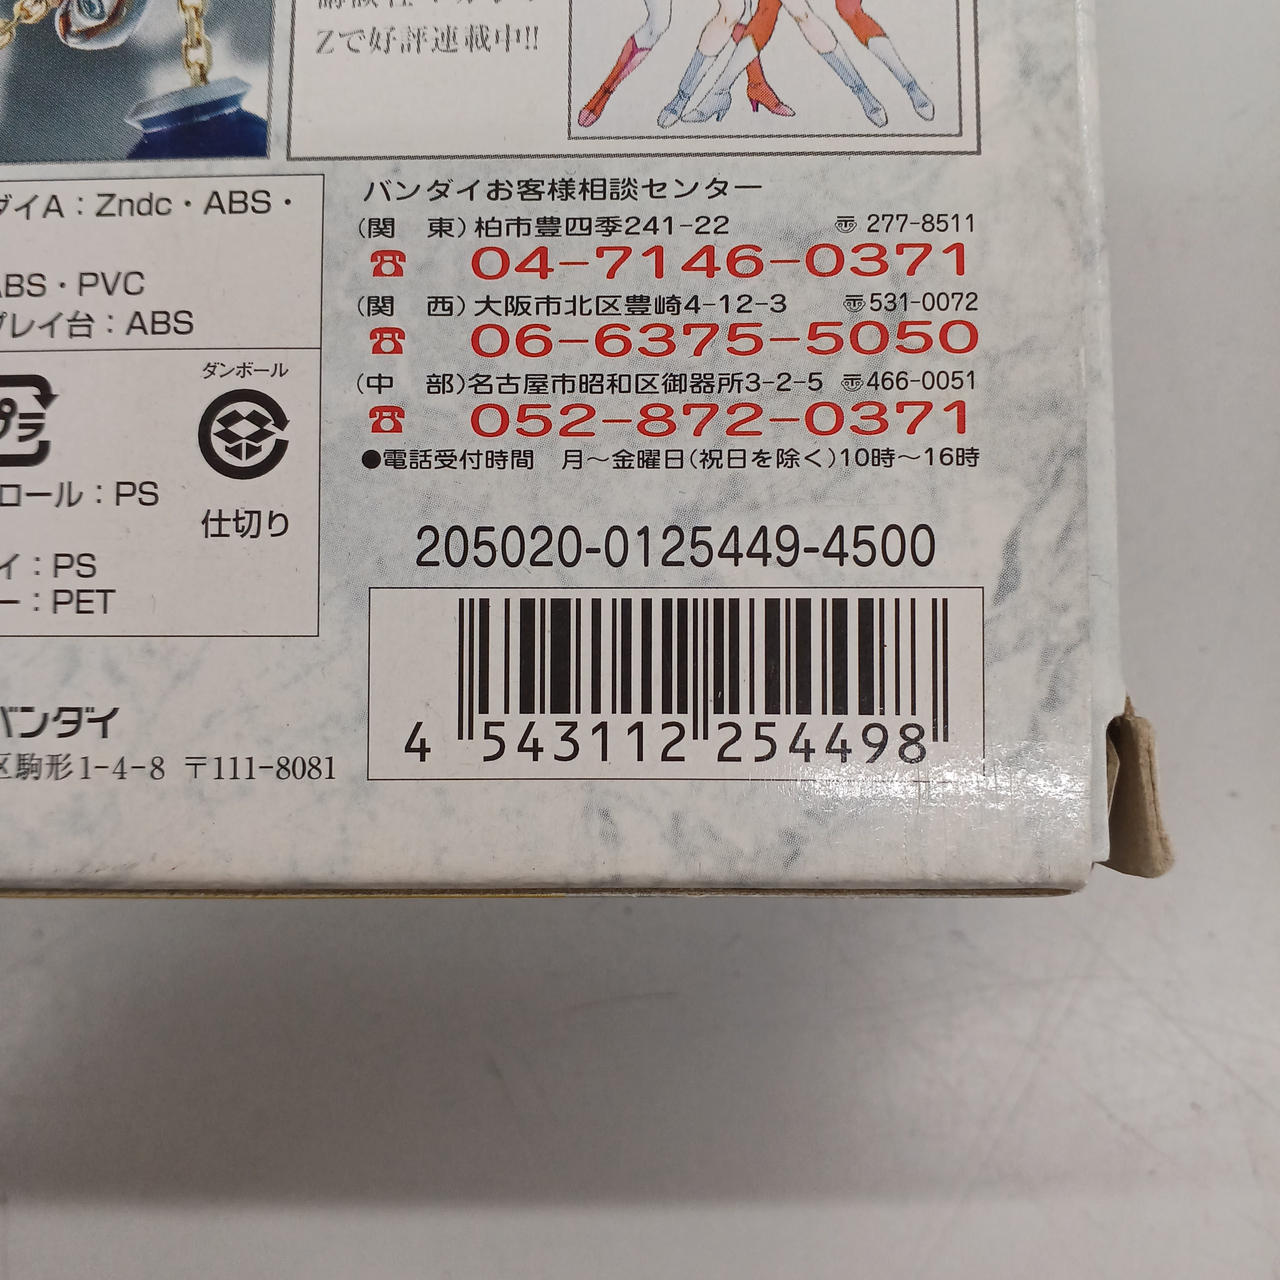 Zで好評連載中!!
ダイA：Zndc・ABS・
ABS・PVC
プレイ台：ABS
プラ
ダンボール
ロール：PS
仕切り
イ：PS
ー：PET
バンダイ
区駒形1-4-8 〒111-8081
バンダイお客様相談センター
(関 東)柏市豊四季241-22 〒277-8511
☎ 04-7146-0371
(関 西)大阪市北区豊崎4-12-3 〒531-0072
☎ 06-6375-5050
(中 部)名古屋市昭和区御器所3-2-5 〒466-0051
☎ 052-872-0371
●電話受付時間 月～金曜日(祝日を除く)10時～16時
205020-0125449-4500
4 543112 254498